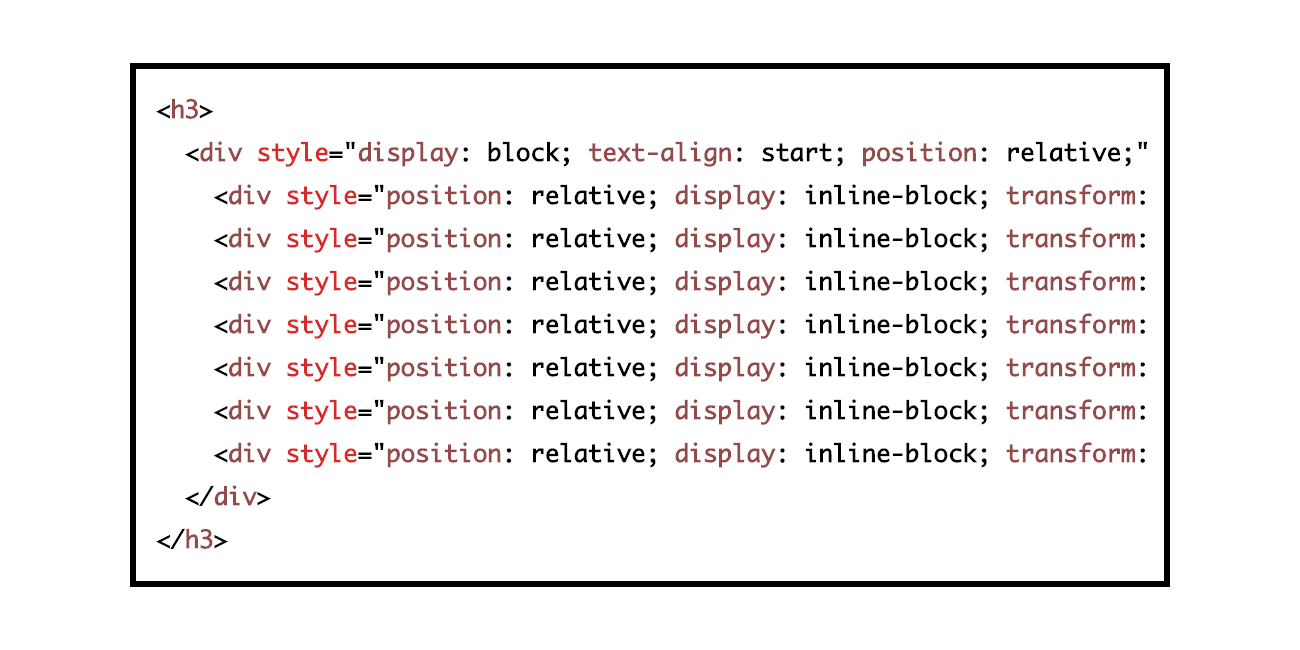 <h3>
<div style="display: block; text-align: start; position: relative;"
<div style="position: relative; display: inline-block; transform:
<div style="position: relative; display: inline-block; transform:
<div style="position: relative; display: inline-block; transform:
<div style="position: relative; display: inline-block; transform:
<div style="position: relative; display: inline-block; transform:
<div style="position: relative; display: inline-block; transform:
<div style="position: relative; display: inline-block; transform:
</div>
</h3>